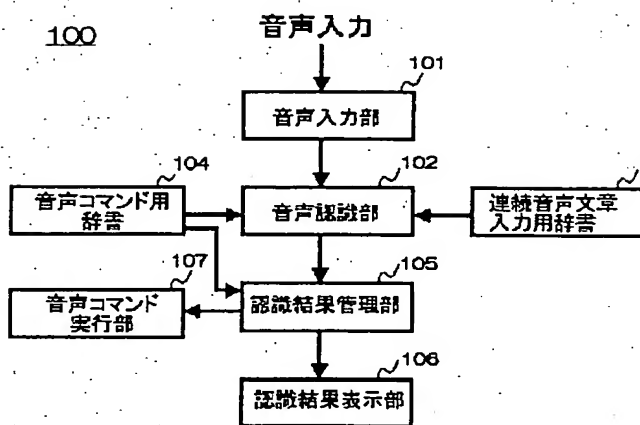 100
音声入力
101
音声入力部
104
102
音声コマンド用
辞書
音声認識部
連続音声文章
入力用辞書
107
105
音声コマンド
実行部
認識結果管理部
106
認識結果表示部